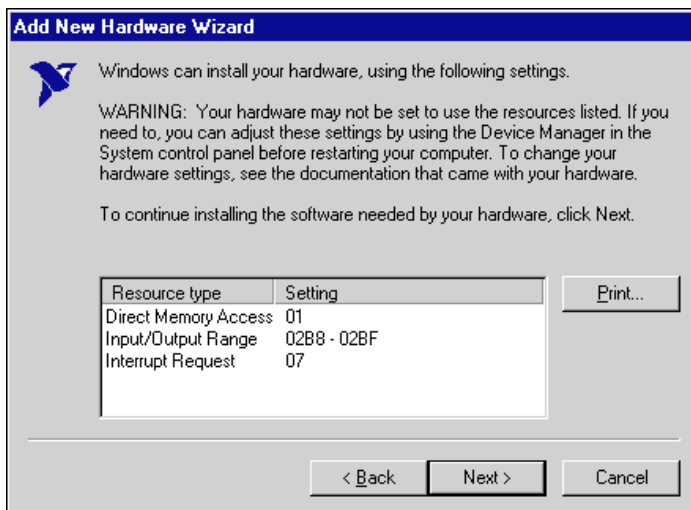 Add New Hardware Wizard
Windows can install your hardware, using the following settings.
WARNING: Your hardware may not be set to use the resources listed. If you
need to, you can adjust these settings by using the Device Manager in the
System control panel before restarting your computer. To change your
hardware settings, see the documentation that came with your hardware.
To continue installing the software needed by your hardware, click Next.
Resource type Setting
Direct Memory Access 01
Input/Output Range 02B8 - 02BF
Interrupt Request 07
Print...
< Back Next > Cancel